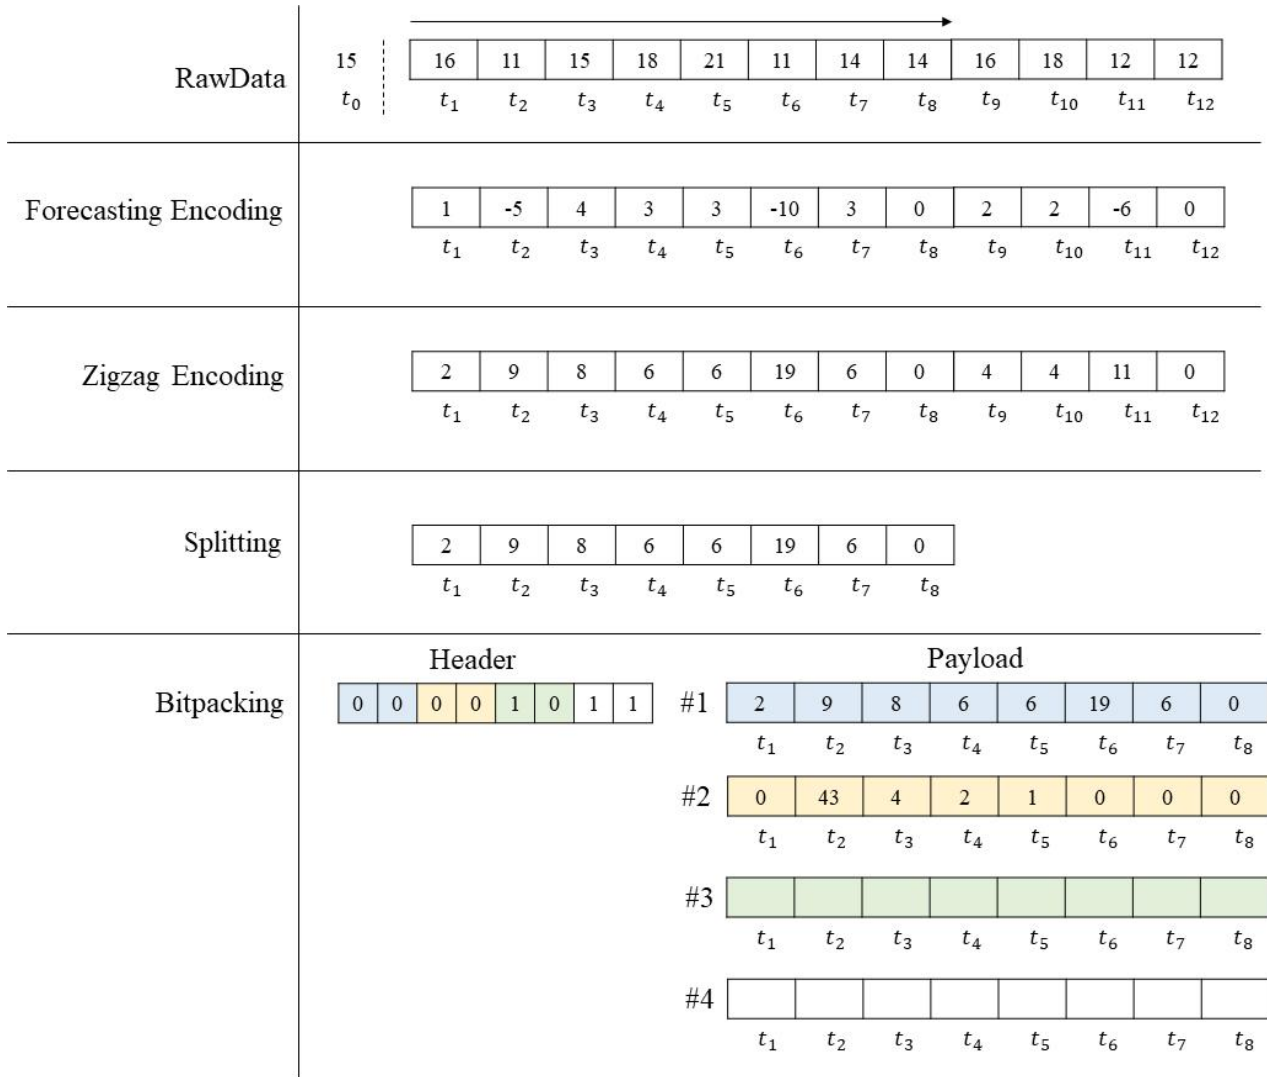 RawData
15 16 11 15 18 21 11 14 14 16 18 12 12
t₀ t₁ t₂ t₃ t₄ t₅ t₆ t₇ t₈ t₉ t₁₀ t₁₁ t₁₂
Forecasting Encoding
1 -5 4 3 3 -10 3 0 2 2 -6 0
t₁ t₂ t₃ t₄ t₅ t₆ t₇ t₈ t₉ t₁₀ t₁₁ t₁₂
Zigzag Encoding
2 9 8 6 6 19 6 0 4 4 11 0
t₁ t₂ t₃ t₄ t₅ t₆ t₇ t₈ t₉ t₁₀ t₁₁ t₁₂
Splitting
2 9 8 6 6 19 6 0
t₁ t₂ t₃ t₄ t₅ t₆ t₇ t₈
Bitpacking
Header
0 0 0 0 1 0 1 1
Payload
#1 2 9 8 6 6 19 6 0
t₁ t₂ t₃ t₄ t₅ t₆ t₇ t₈
#2 0 43 4 2 1 0 0 0
t₁ t₂ t₃ t₄ t₅ t₆ t₇ t₈
#3
t₁ t₂ t₃ t₄ t₅ t₆ t₇ t₈
#4
t₁ t₂ t₃ t₄ t₅ t₆ t₇ t₈